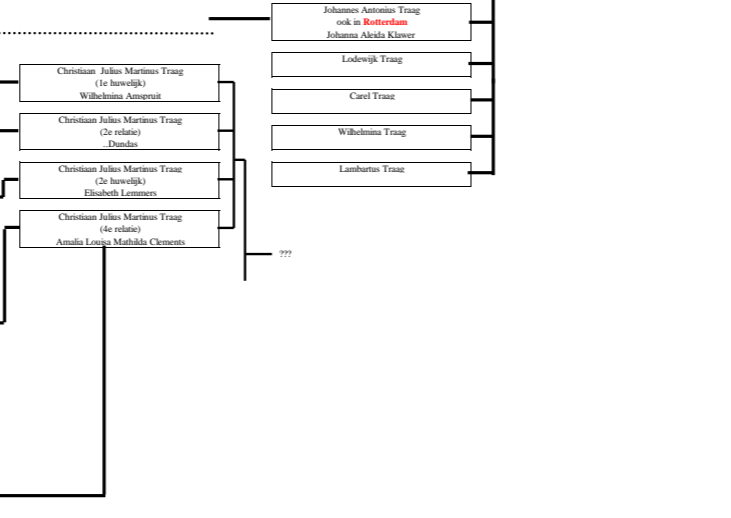 Johannes Antonius Traag
ook in Rotterdam
Johanna Aleida Klawer
Lodewijk Traag
Carel Traag
Wilhelmina Traag
Lambartus Traag
Christiaan Julius Martinus Traag
(1e huwelijk)
Wilhelmina Amspruit
Christiaan Julius Martinus Traag
(2e relatie)
..Dundas
Christiaan Julius Martinus Traag
(2e huwelijk)
Elisabeth Lemmers
Christiaan Julius Martinus Traag
(4e relatie)
Amalia Louisa Mathilda Clements
???